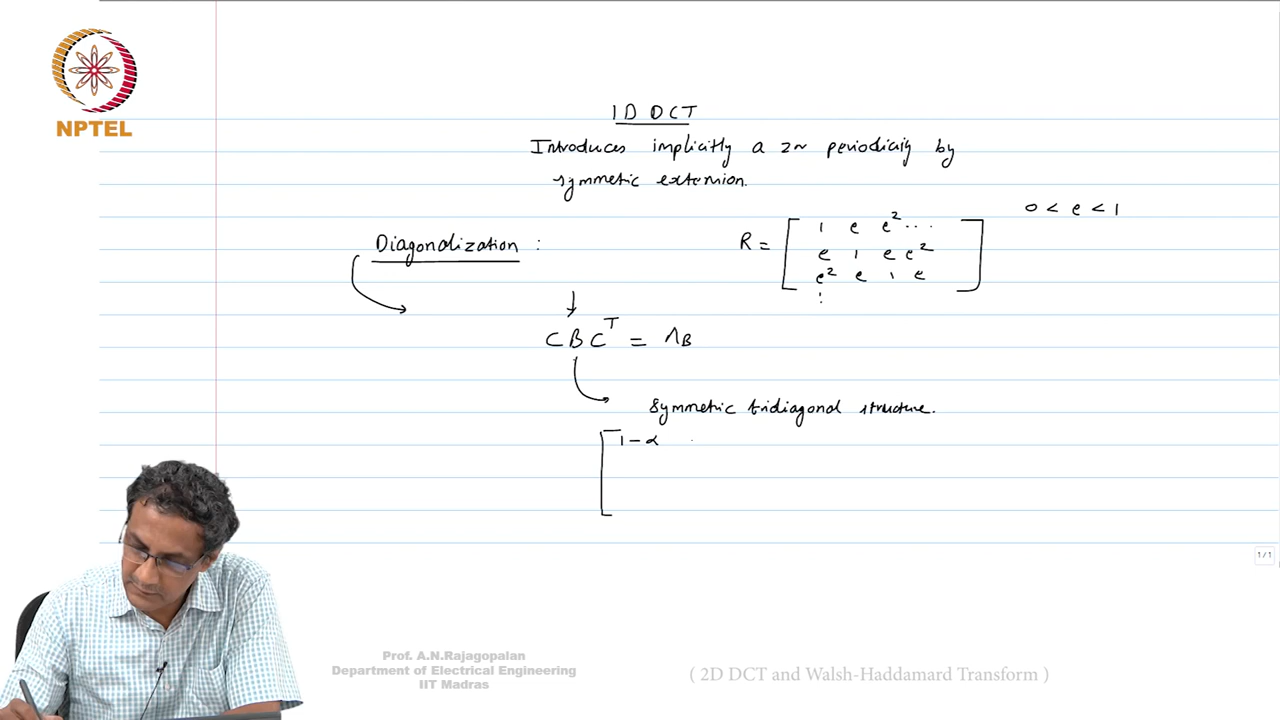 NPTEL
1D DCT
Introduces implicitly a 2N periodicity by
symmetric extension.
0 < e < 1
Diagonalization :
R = [ 1 e e² ....
e 1 e e²
e² e 1 e
⋮ ]
C B Cᵀ = ΛB
Symmetric tridiagonal structure.
[ 1-α
1/1
Prof. A.N.Rajagopalan
Department of Electrical Engineering
IIT Madras
( 2D DCT and Walsh-Haddamard Transform )